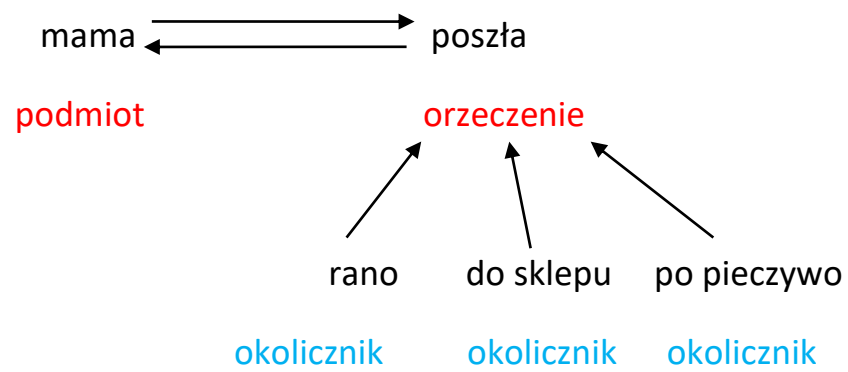 mama poszła
podmiot orzeczenie
rano do sklepu po pieczywo
okolicznik okolicznik okolicznik